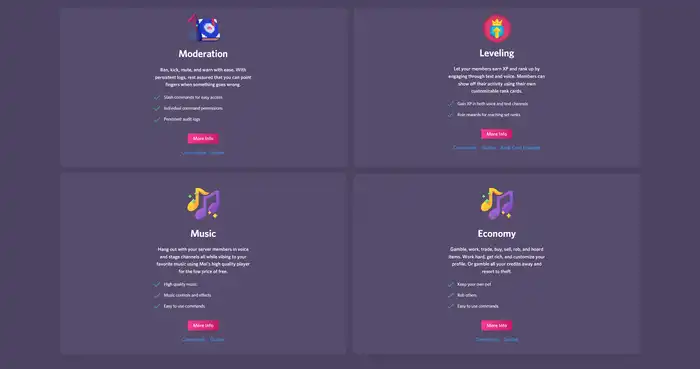 Moderation
Ban, kick, mute, and warn with ease. With
persistent logs, rest assured that you can point
fingers when something goes wrong.
Slash commands for easy access
Individual command permissions
Persistent audit logs
More Info
Commands Guides
Leveling
Let your members earn XP and rank up by
engaging through text and voice. Members can
show off their activity using their own
customizable rank cards.
Gain XP in both voice and text channels
Role rewards for reaching set ranks
More Info
Commands Guides Rank Card Creator
Music
Hang out with your server members in voice
and stage channels all while vibing to your
favorite music using Mei's high quality player
for the low price of free.
High quality music
Music controls and effects
Easy to use commands
More Info
Commands Guides
Economy
Gamble, work, trade, buy, sell, rob, and hoard
items. Work hard, get rich, and customize your
profile. Or gamble all your credits away and
resort to theft.
Keep your own pet
Rob others
Easy to use commands
More Info
Commands Guides